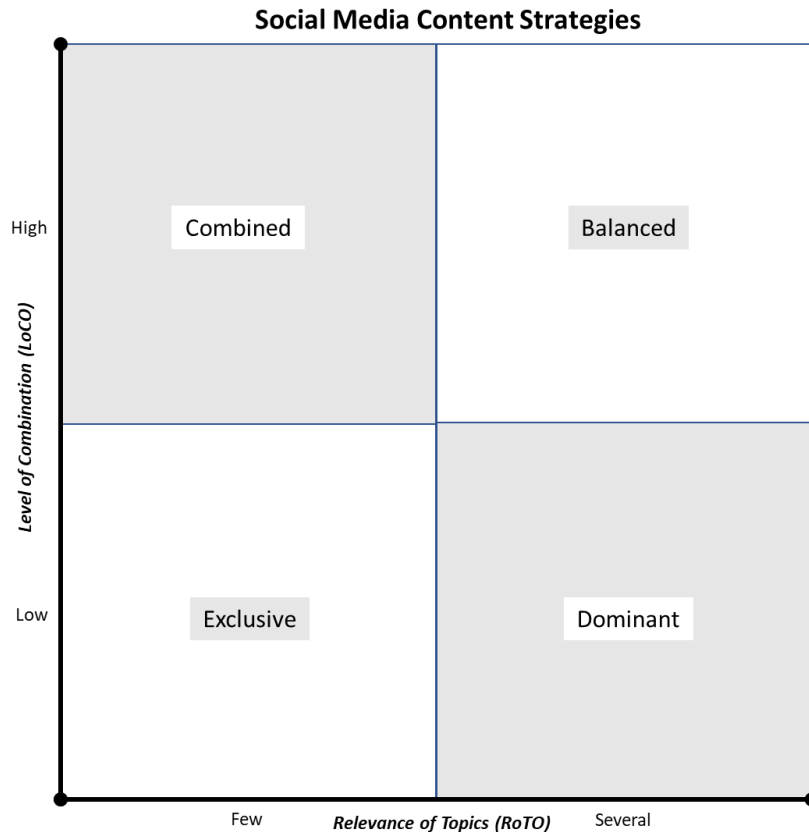 Social Media Content Strategies
High
Combined
Balanced
Level of Combination (LoCO)
Low
Exclusive
Dominant
Few
Relevance of Topics (RoTO)
Several